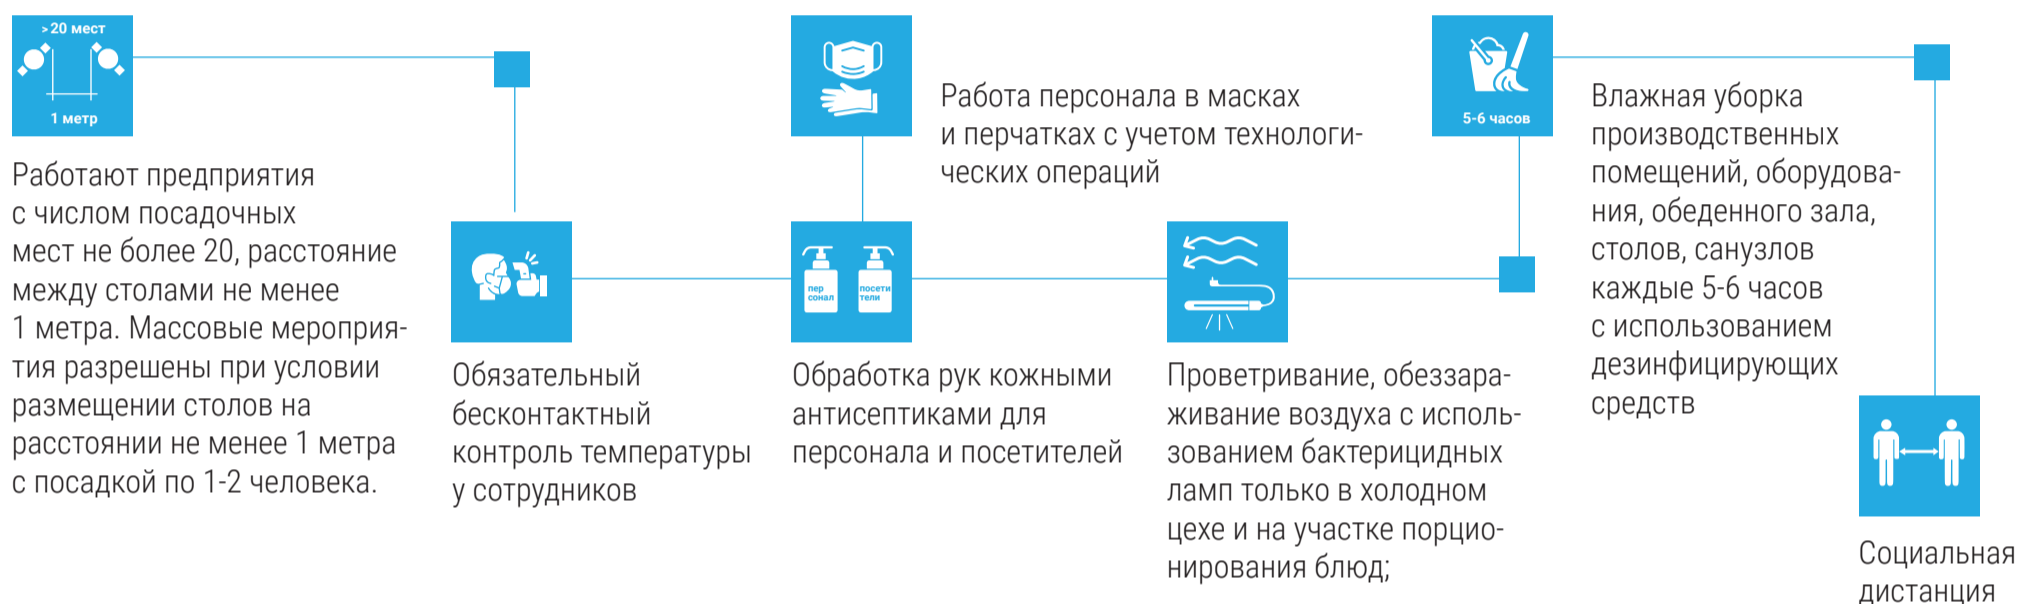 >20 мест
1 метр
Работают предприятия
с числом посадочных
мест не более 20, расстояние
между столами не менее
1 метра. Массовые меропри­я-
тия разрешены при условии
размещении столов на
расстоянии не менее 1 метра
с посадкой по 1-2 человека.
Обязательный
бесконтактный
контроль температуры
у сотрудников
Работа персонала в масках
и перчатках с учетом технологи-
ческих операций
пер
сонал
посети
тели
Обработка рук кожными
антисептиками для
персонала и посетителей
Проветривание, обеззара-
живание воздуха с исполь-
зованием бактерицидных
ламп только в холодном
цехе и на участке порцио-
нирования блюд;
5-6 часов
Влажная уборка
производственных
помещений, оборудова-
ния, обеденного зала,
столов, санузлов
каждые 5-6 часов
с использованием
дезинфицирующих
средств
Социальная
дистанция